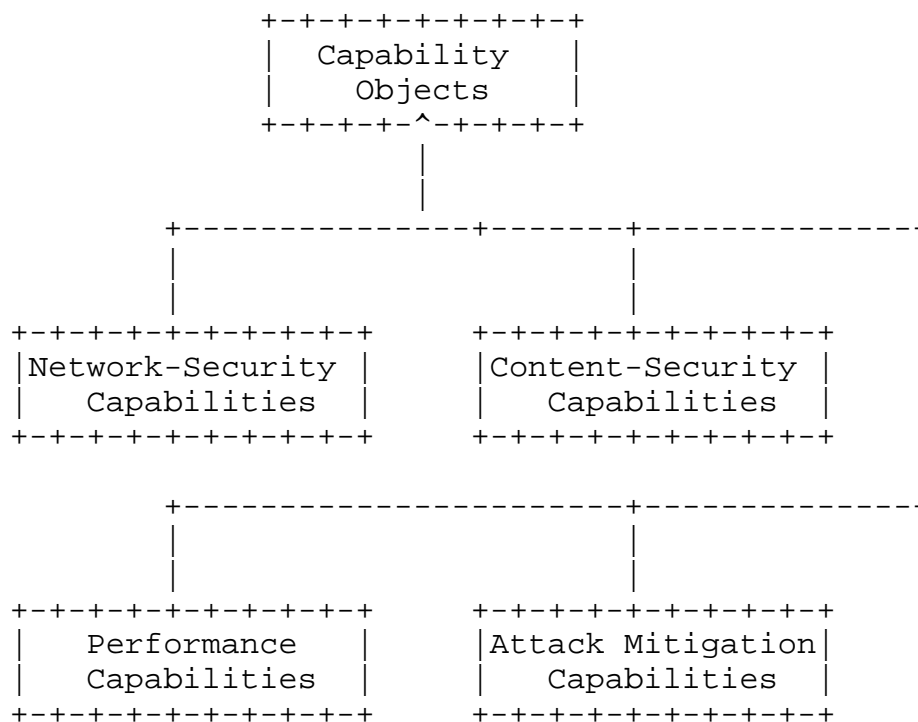 +-+-+-+-+-+-+-+-+
|  Capability   |
|    Objects    |
+-+-+-+-^-+-+-+-+
|
|
+---------------+-------+---------------+
|                       |
|                       |
+-+-+-+-+-+-+-+-+-+     +-+-+-+-+-+-+-+-+-+
|Network-Security |     |Content-Security |
|   Capabilities  |     |   Capabilities  |
+-+-+-+-+-+-+-+-+-+     +-+-+-+-+-+-+-+-+-+
+-----------------------+---------------
|                       |
|                       |
+-+-+-+-+-+-+-+-+-+     +-+-+-+-+-+-+-+-+-+
|   Performance   |     |Attack Mitigation|
|   Capabilities  |     |   Capabilities  |
+-+-+-+-+-+-+-+-+-+     +-+-+-+-+-+-+-+-+-+